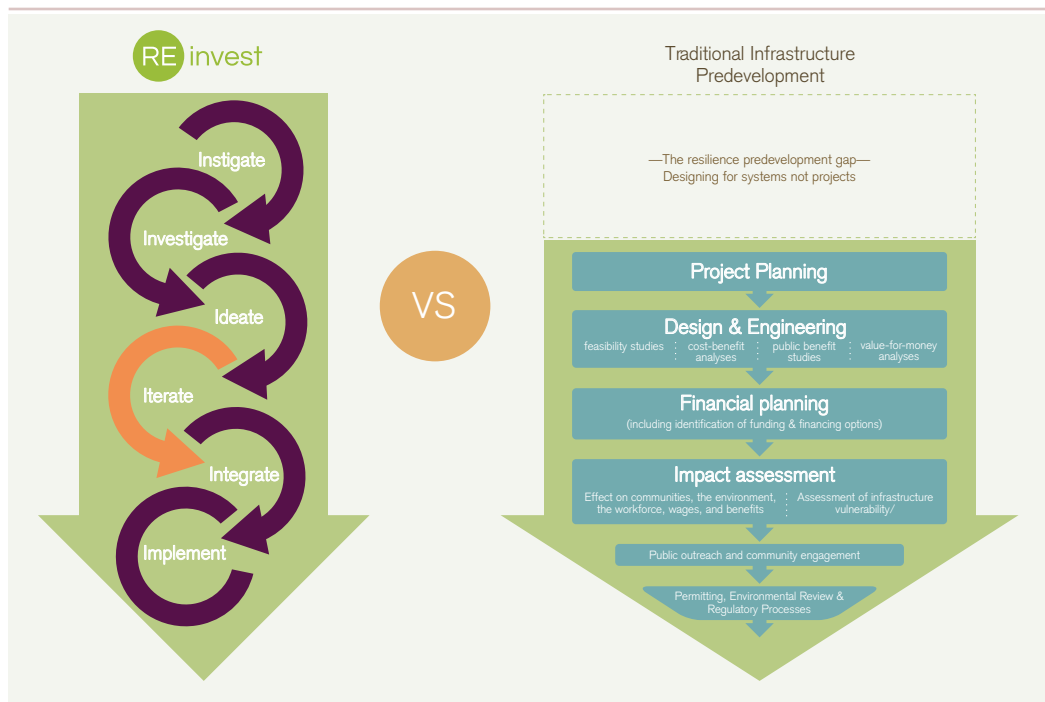 RE invest
Instigate
Investigate
Ideate
Iterate
Integrate
Implement
VS
Traditional Infrastructure
Predevelopment
—The resilience predevelopment gap—
Designing for systems not projects
Project Planning
Design & Engineering
feasibility studies
cost-benefit
analyses
public benefit
studies
value-for-money
analyses
Financial planning
(including identification of funding & financing options)
Impact assessment
Effect on communities, the environment,
the workforce, wages, and benefits
Assessment of infrastructure
vulnerability/
Public outreach and community engagement
Permitting, Environmental Review &
Regulatory Processes